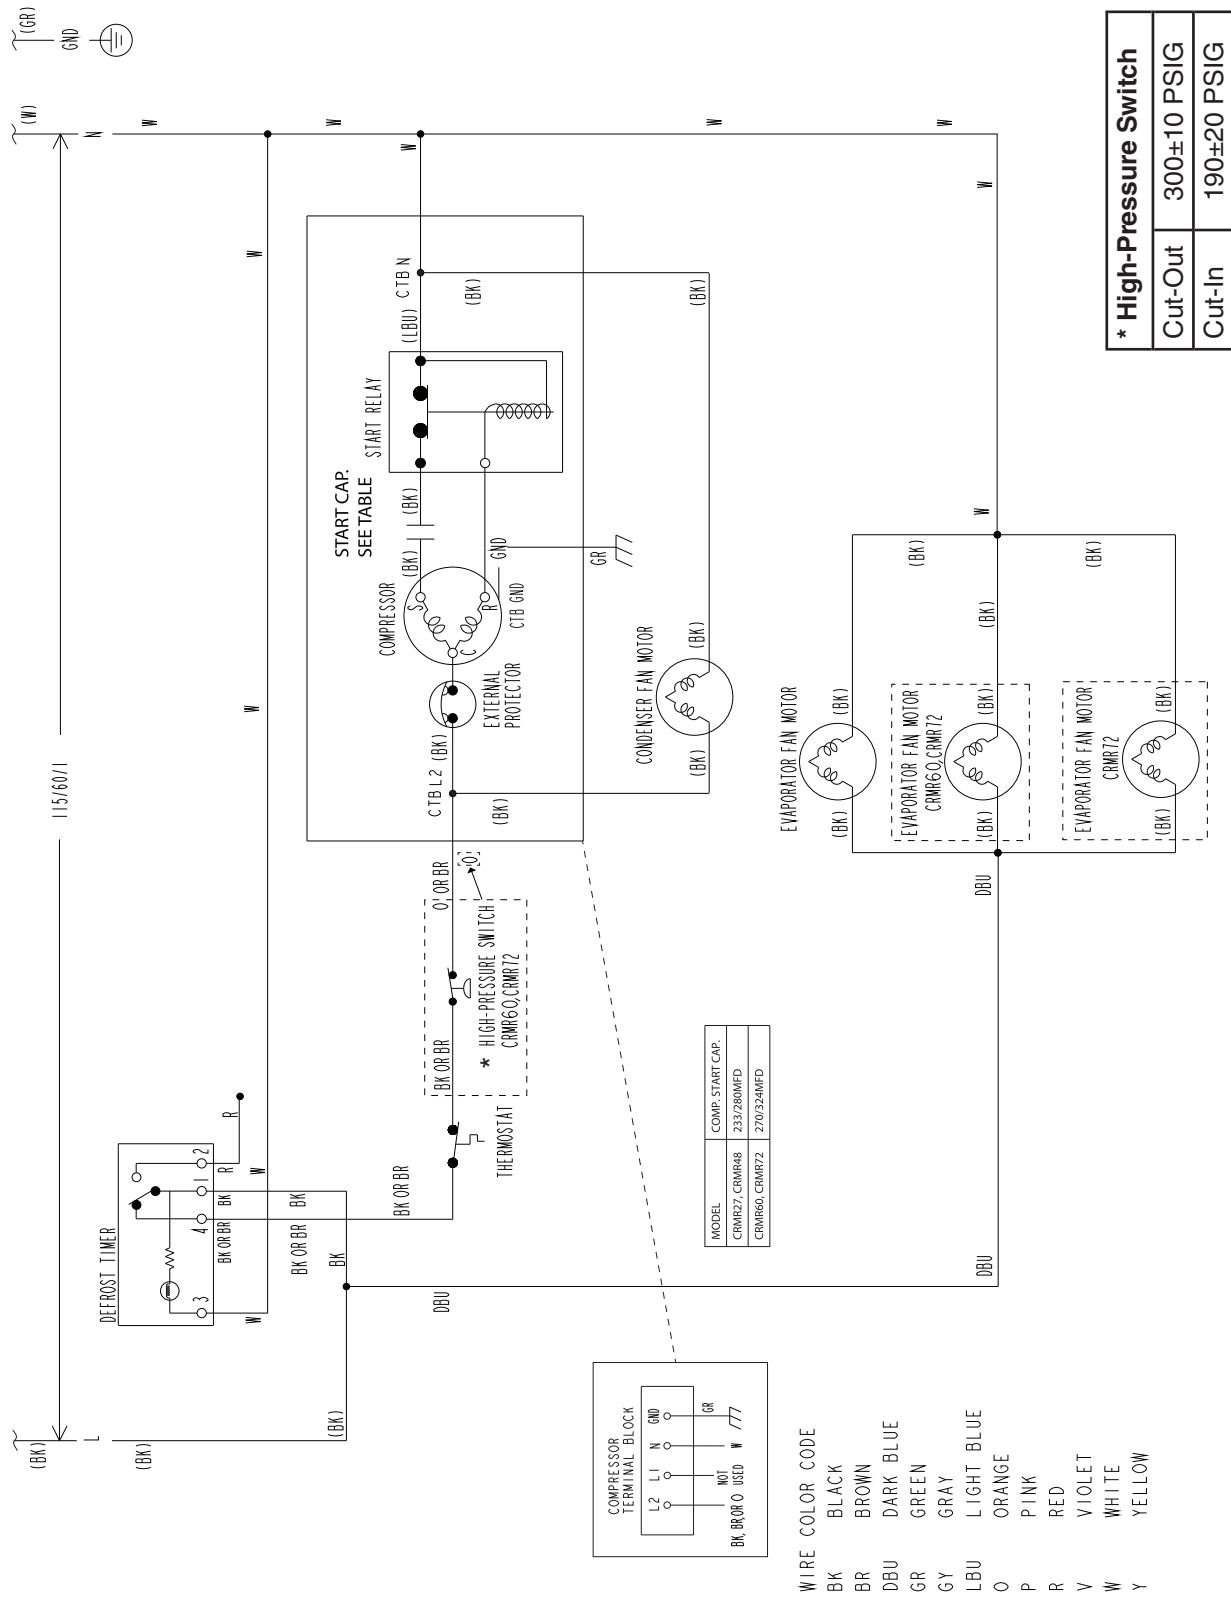 (GR)
GND
(W)
N
W
115/60/1
(BK)
L
(BK)
(BK)
W
W
W
W
W
W
W
W
W
W
DEFROST TIMER
3
4
1
2
BK OR BR
BK
R
R
BK OR BR
BK
BK
BK OR BR
THERMOSTAT
BK OR BR
* HIGH-PRESSURE SWITCH
CRMR60,CRMR72
O OR BR
[O]
CTB L2
(BK)
(BK)
EXTERNAL
PROTECTOR
COMPRESSOR
C
S
R
CTB GND
GND
GR
(BK)
(BK)
START CAP.
SEE TABLE
START RELAY
(LBU)
CTB N
(BK)
(BK)
CONDENSER FAN MOTOR
(BK)
(BK)
EVAPORATOR FAN MOTOR
(BK)
(BK)
(BK)
EVAPORATOR FAN MOTOR
CRMR60,CRMR72
(BK)
(BK)
(BK)
EVAPORATOR FAN MOTOR
CRMR72
(BK)
(BK)
(BK)
DBU
DBU
DBU
MODEL COMP. START CAP.
CRMR27, CRMR48 233/280MFD
CRMR60, CRMR72 270/324MFD
COMPRESSOR
TERMINAL BLOCK
L2 L1 N GND
BK, BR,OR O
NOT
USED
W
GR
WIRE COLOR CODE
BK BLACK
BR BROWN
DBU DARK BLUE
GR GREEN
GY GRAY
LBU LIGHT BLUE
O ORANGE
P PINK
R RED
V VIOLET
W WHITE
Y YELLOW
* High-Pressure Switch
Cut-Out 300±10 PSIG
Cut-In 190±20 PSIG